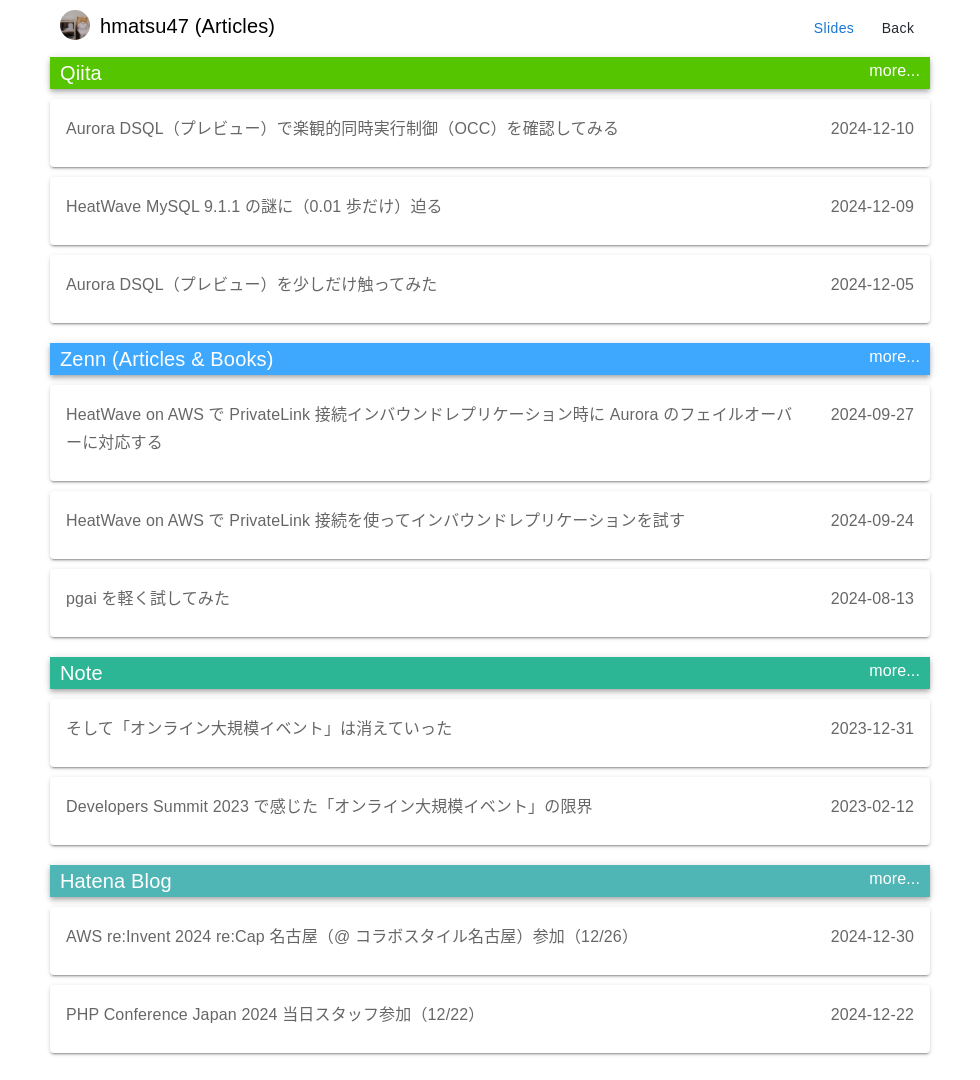 hmatsu47 (Articles)
Slides
Back
Qiita
more...
Aurora DSQL（プレビュー）で楽観的同時実行制御（OCC）を確認してみる
2024-12-10
HeatWave MySQL 9.1.1 の謎に（0.01 歩だけ）迫る
2024-12-09
Aurora DSQL（プレビュー）を少しだけ触ってみた
2024-12-05
Zenn (Articles & Books)
more...
HeatWave on AWS で PrivateLink 接続インバウンドレプリケーション時に Aurora のフェイルオーバ
ーに対応する
2024-09-27
HeatWave on AWS で PrivateLink 接続を使ってインバウンドレプリケーションを試す
2024-09-24
pgai を軽く試してみた
2024-08-13
Note
more...
そして「オンライン大規模イベント」は消えていった
2023-12-31
Developers Summit 2023 で感じた「オンライン大規模イベント」の限界
2023-02-12
Hatena Blog
more...
AWS re:Invent 2024 re:Cap 名古屋（@ コラボスタイル名古屋）参加（12/26）
2024-12-30
PHP Conference Japan 2024 当日スタッフ参加（12/22）
2024-12-22